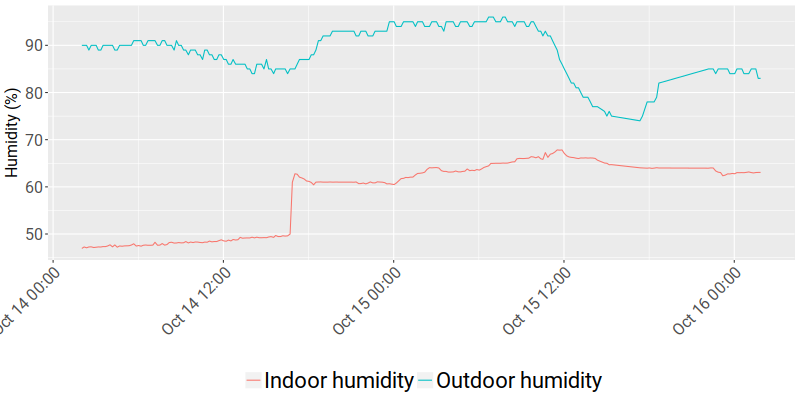 Humidity (%)
90
80
70
60
50
Oct 14 00:00
Oct 14 12:00
Oct 15 00:00
Oct 15 12:00
Oct 16 00:00
Indoor humidity Outdoor humidity